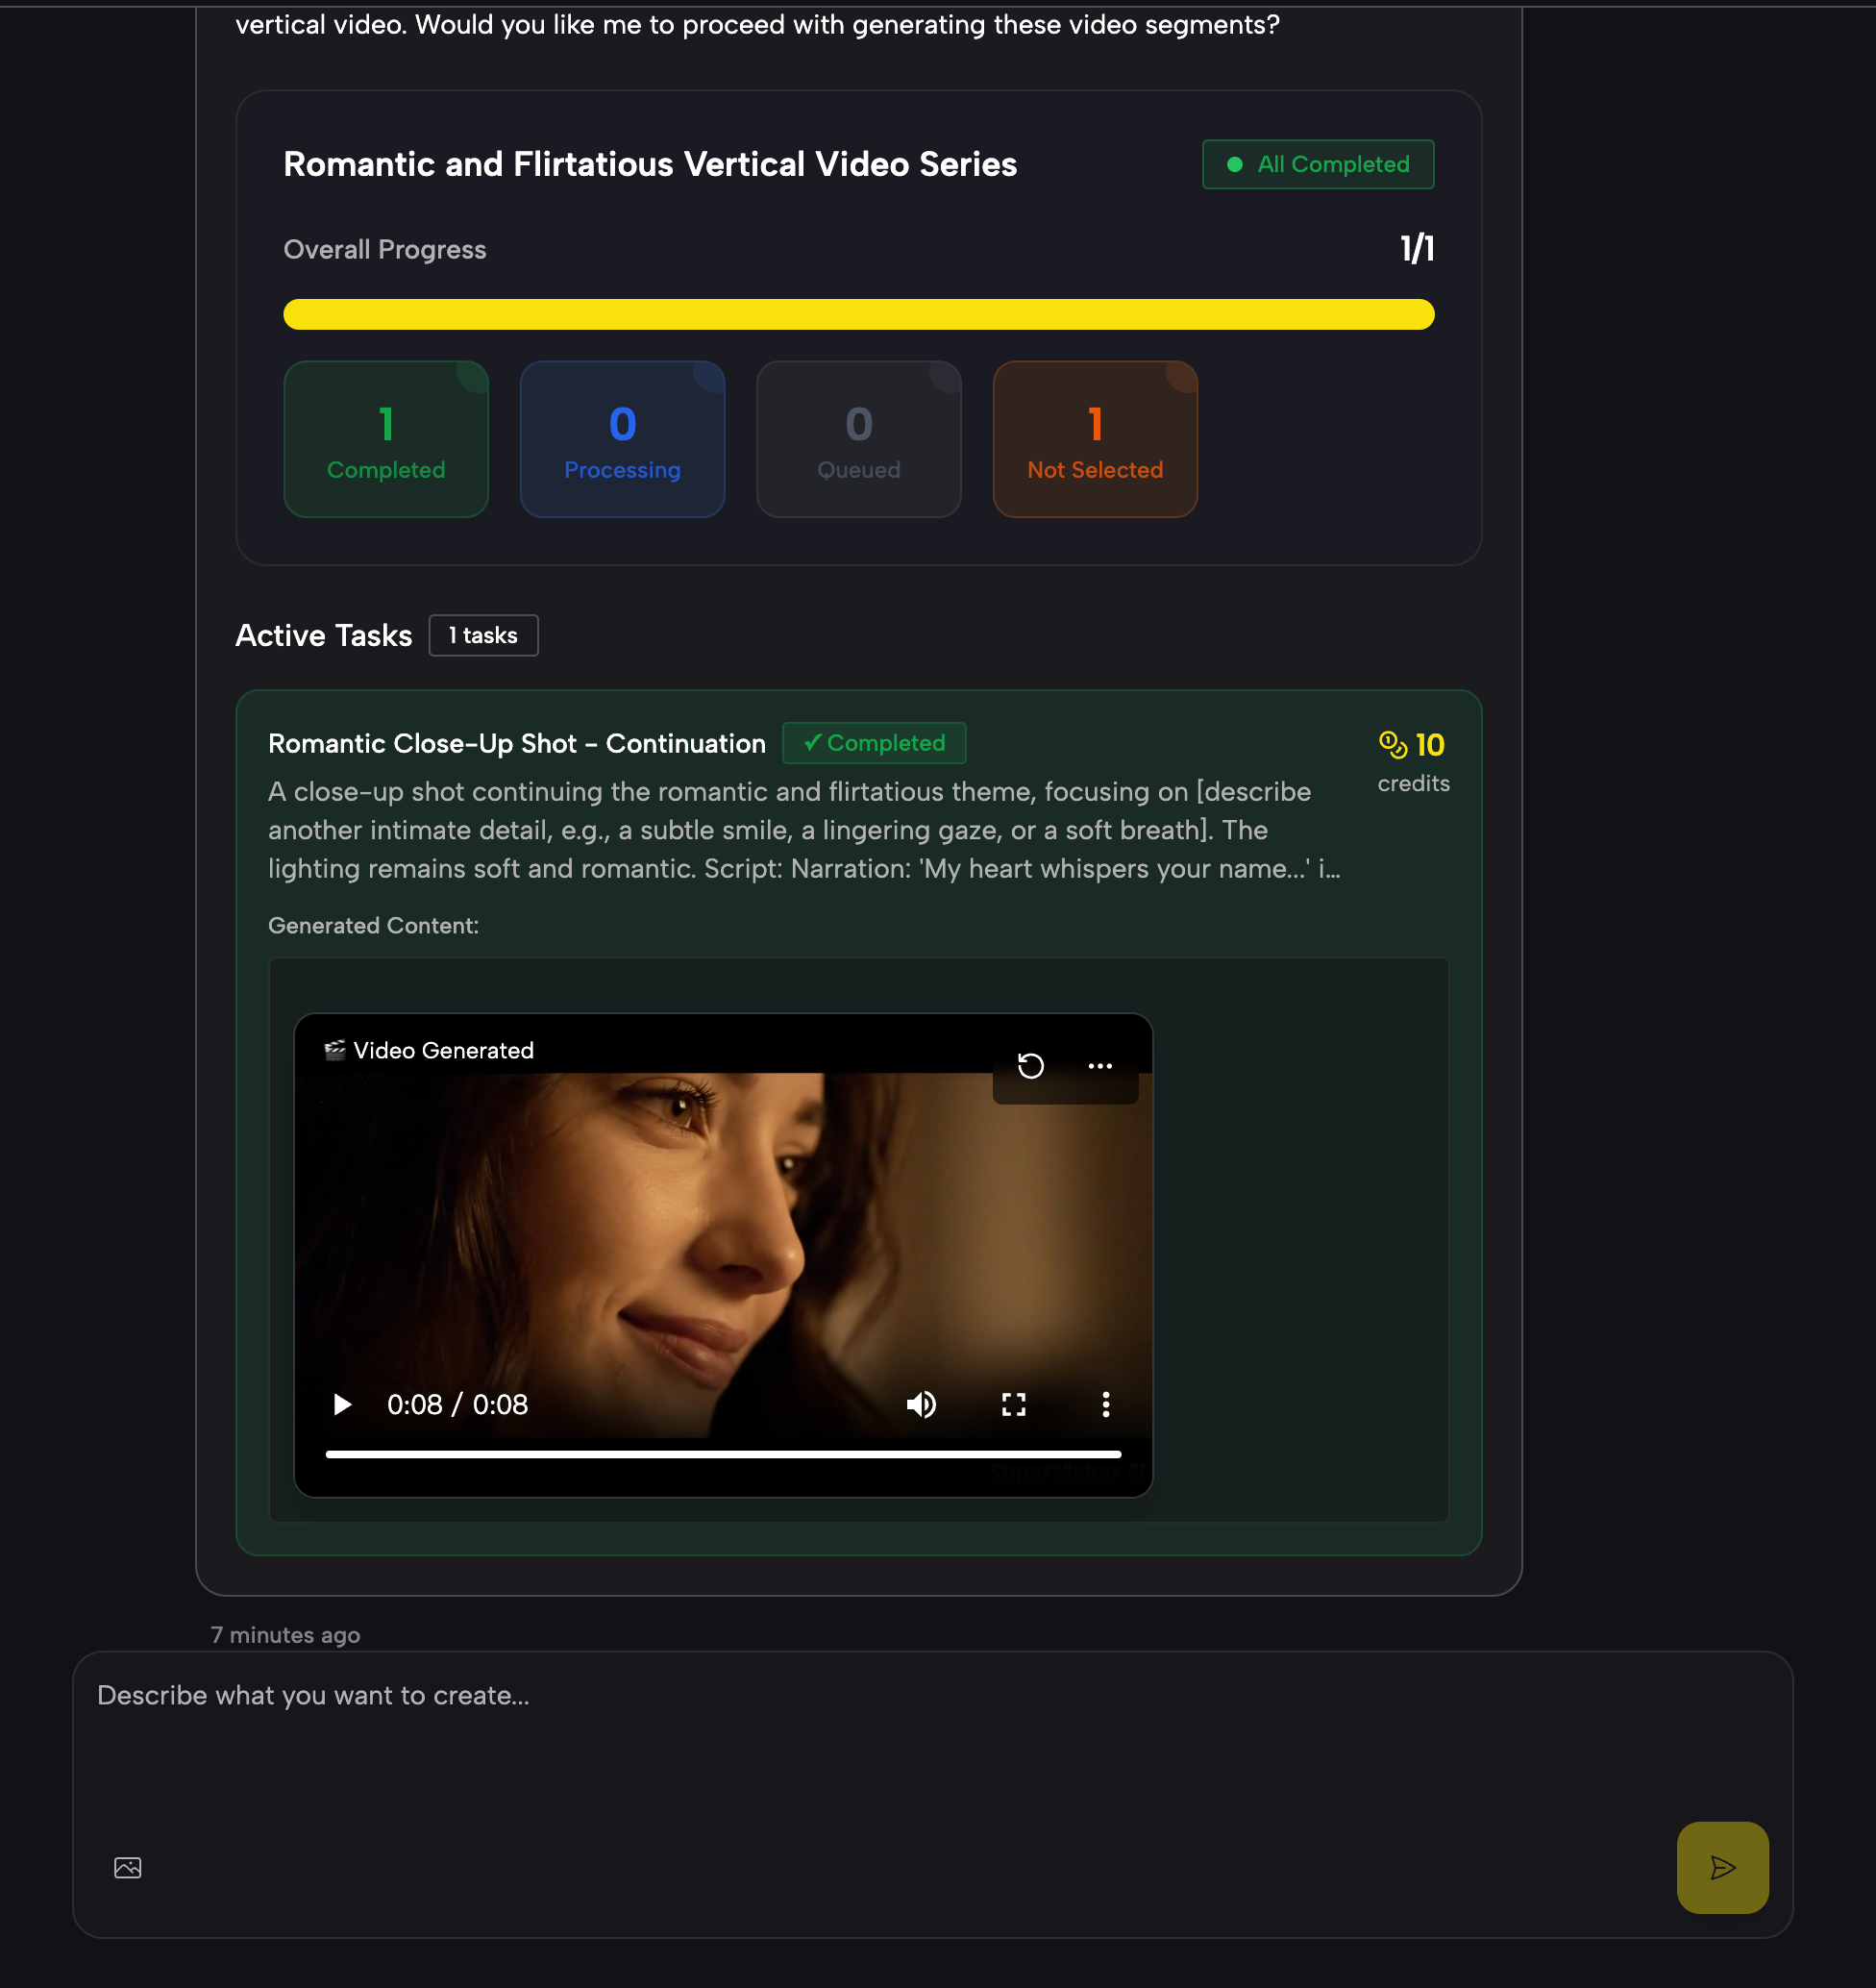 vertical video. Would you like me to proceed with generating these video segments?
Romantic and Flirtatious Vertical Video Series
All Completed
Overall Progress
1/1
1
Completed
0
Processing
0
Queued
1
Not Selected
Active Tasks
1 tasks
Romantic Close-Up Shot - Continuation
✓ Completed
10
credits
A close-up shot continuing the romantic and flirtatious theme, focusing on [describe
another intimate detail, e.g., a subtle smile, a lingering gaze, or a soft breath]. The
lighting remains soft and romantic. Script: Narration: 'My heart whispers your name...' i...
Generated Content:
🎬 Video Generated
0:08 / 0:08
7 minutes ago
Describe what you want to create...